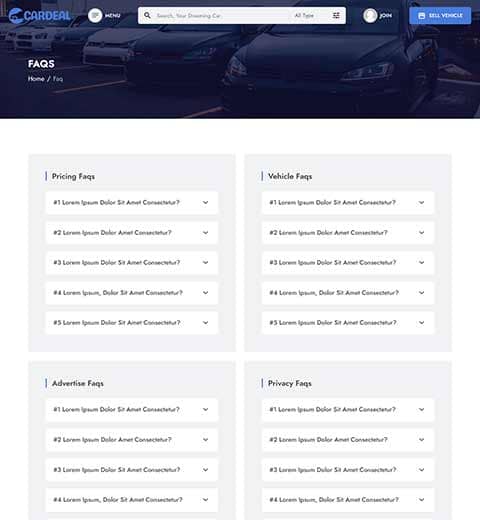 CARDEAL
MENU
Search, Your Dreaming Car.
All Type
JOIN
SELL VEHICLE
FAQS
Home / Faq
Pricing Faqs
#1 Lorem Ipsum Dolor Sit Amet Consectetur?
#2 Lorem Ipsum Dolor Amet Consectetur?
#3 Lorem Ipsum Dolor Sit Amet Consectetur?
#4 Lorem Ipsum, Dolor Sit Amet Consectetur?
#5 Lorem Ipsum Dolor Sit Amet Consectetur?
Vehicle Faqs
#1 Lorem Ipsum Dolor Sit Amet Consectetur?
#2 Lorem Ipsum Dolor Amet Consectetur?
#3 Lorem Ipsum Dolor Sit Amet Consectetur?
#4 Lorem Ipsum, Dolor Sit Amet Consectetur?
#5 Lorem Ipsum Dolor Sit Amet Consectetur?
Advertise Faqs
#1 Lorem Ipsum Dolor Sit Amet Consectetur?
#2 Lorem Ipsum Dolor Amet Consectetur?
#3 Lorem Ipsum Dolor Sit Amet Consectetur?
#4 Lorem Ipsum, Dolor Sit Amet Consectetur?
Privacy Faqs
#1 Lorem Ipsum Dolor Sit Amet Consectetur?
#2 Lorem Ipsum Dolor Amet Consectetur?
#3 Lorem Ipsum Dolor Sit Amet Consectetur?
#4 Lorem Ipsum, Dolor Sit Amet Consectetur?